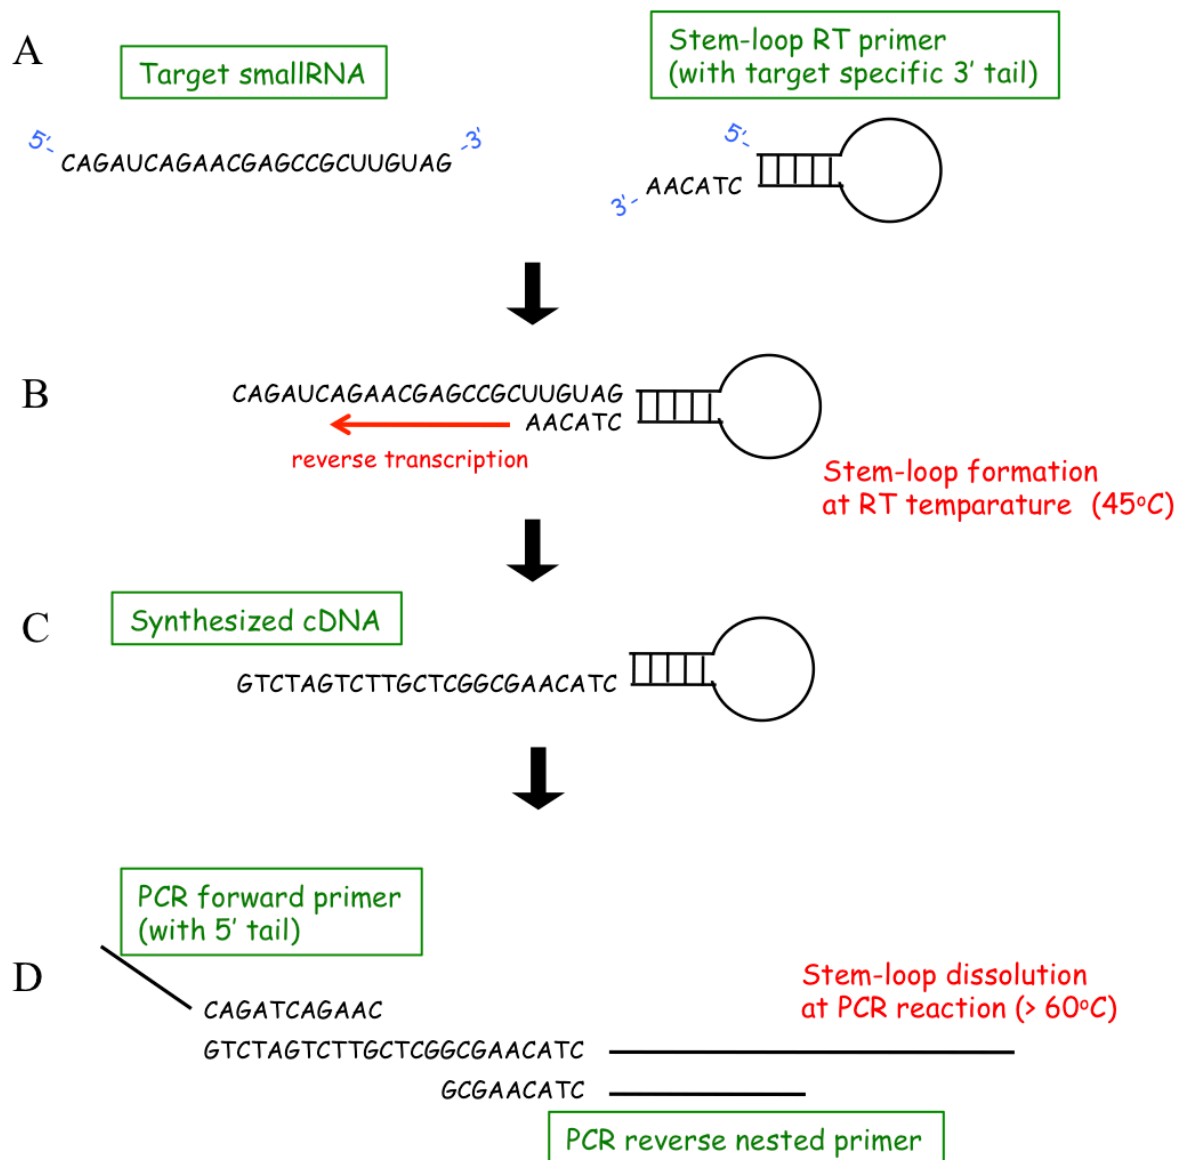 A
Target smallRNA
Stem-loop RT primer
(with target specific 3' tail)
5'-
CAGAUCAGAACGAGCCGCUUGUAG
-3'
5'-
AACATC
3'-
B
CAGAUCAGAACGAGCCGCUUGUAG
AACATC
reverse transcription
Stem-loop formation
at RT temparature (45°C)
C
Synthesized cDNA
GTCTAGTCTTGCTCGGCGAACATC
PCR forward primer
(with 5' tail)
D
Stem-loop dissolution
at PCR reaction (> 60°C)
CAGATCAGAAC
GTCTAGTCTTGCTCGGCGAACATC
GCGAACATC
PCR reverse nested primer